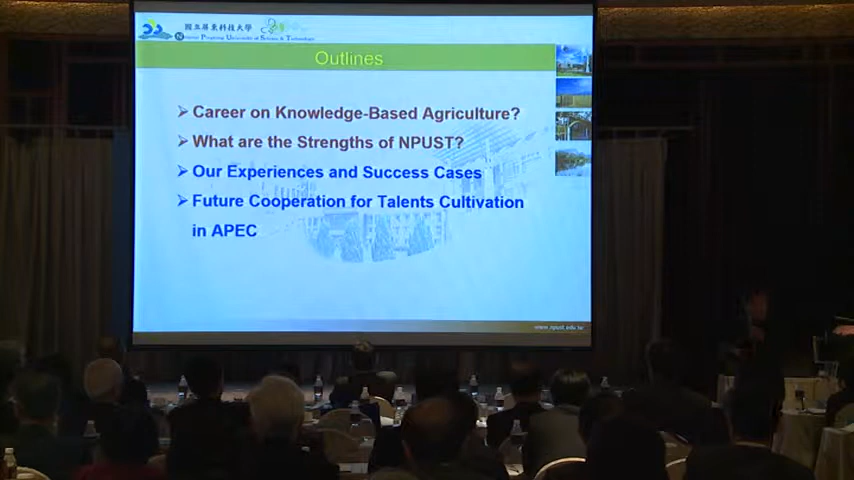 國立屏東科技大學
National Pingtung University of Science & Technology
Outlines
➢ Career on Knowledge-Based Agriculture?
➢ What are the Strengths of NPUST?
➢ Our Experiences and Success Cases
➢ Future Cooperation for Talents Cultivation
in APEC
www.npust.edu.tw